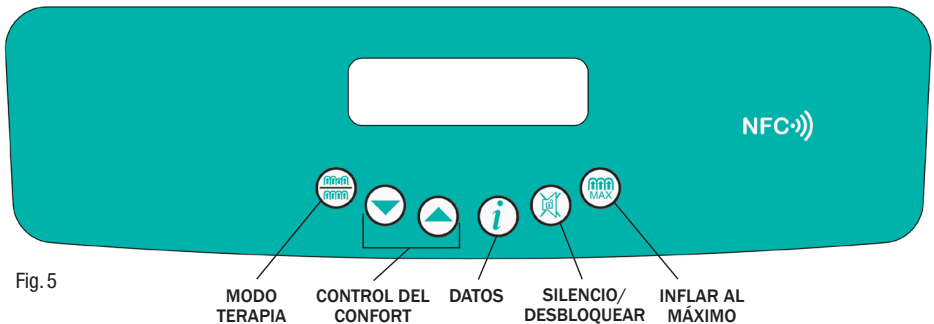 NFC
MAX
i
Fig. 5
MODO TERAPIA
CONTROL DEL CONFORT
DATOS
SILENCIO/ DESBLOQUEAR
INFLAR AL MÁXIMO